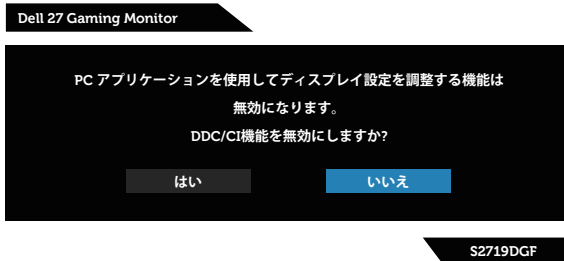 Dell 27 Gaming Monitor
PC アプリケーションを使用してディスプレイ設定を調整する機能は
無効になります。
DDC/CI機能を無効にしますか?
はい
いいえ
S2719DGF